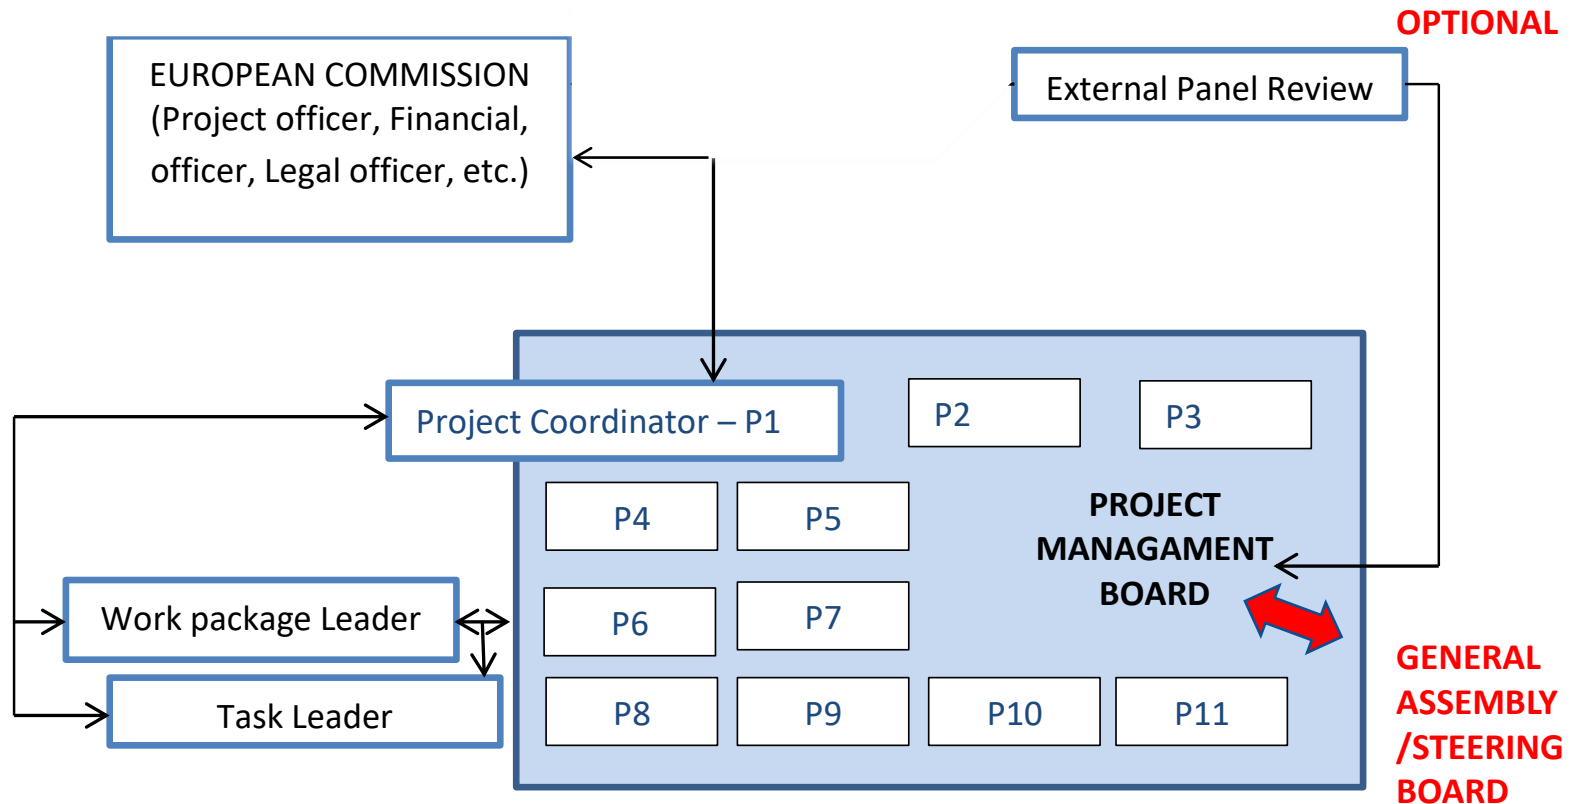 OPTIONAL
EUROPEAN COMMISSION
(Project officer, Financial,
officer, Legal officer, etc.)
External Panel Review
Project Coordinator – P1
P2
P3
P4
P5
PROJECT
MANAGAMENT
BOARD
Work package Leader
P6
P7
Task Leader
P8
P9
P10
P11
GENERAL
ASSEMBLY
/STEERING
BOARD